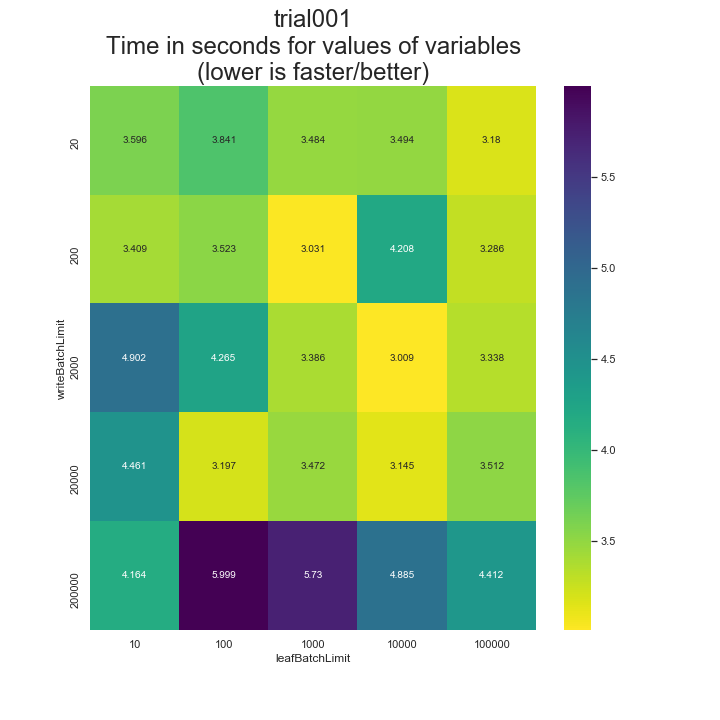 trial001
Time in seconds for values of variables
(lower is faster/better)
writeBatchLimit
20 3.596 3.841 3.484 3.494 3.18
200 3.409 3.523 3.031 4.208 3.286
2000 4.902 4.265 3.386 3.009 3.338
20000 4.461 3.197 3.472 3.145 3.512
200000 4.164 5.999 5.73 4.885 4.412
10 100 1000 10000 100000
leafBatchLimit
5.5
5.0
4.5
4.0
3.5